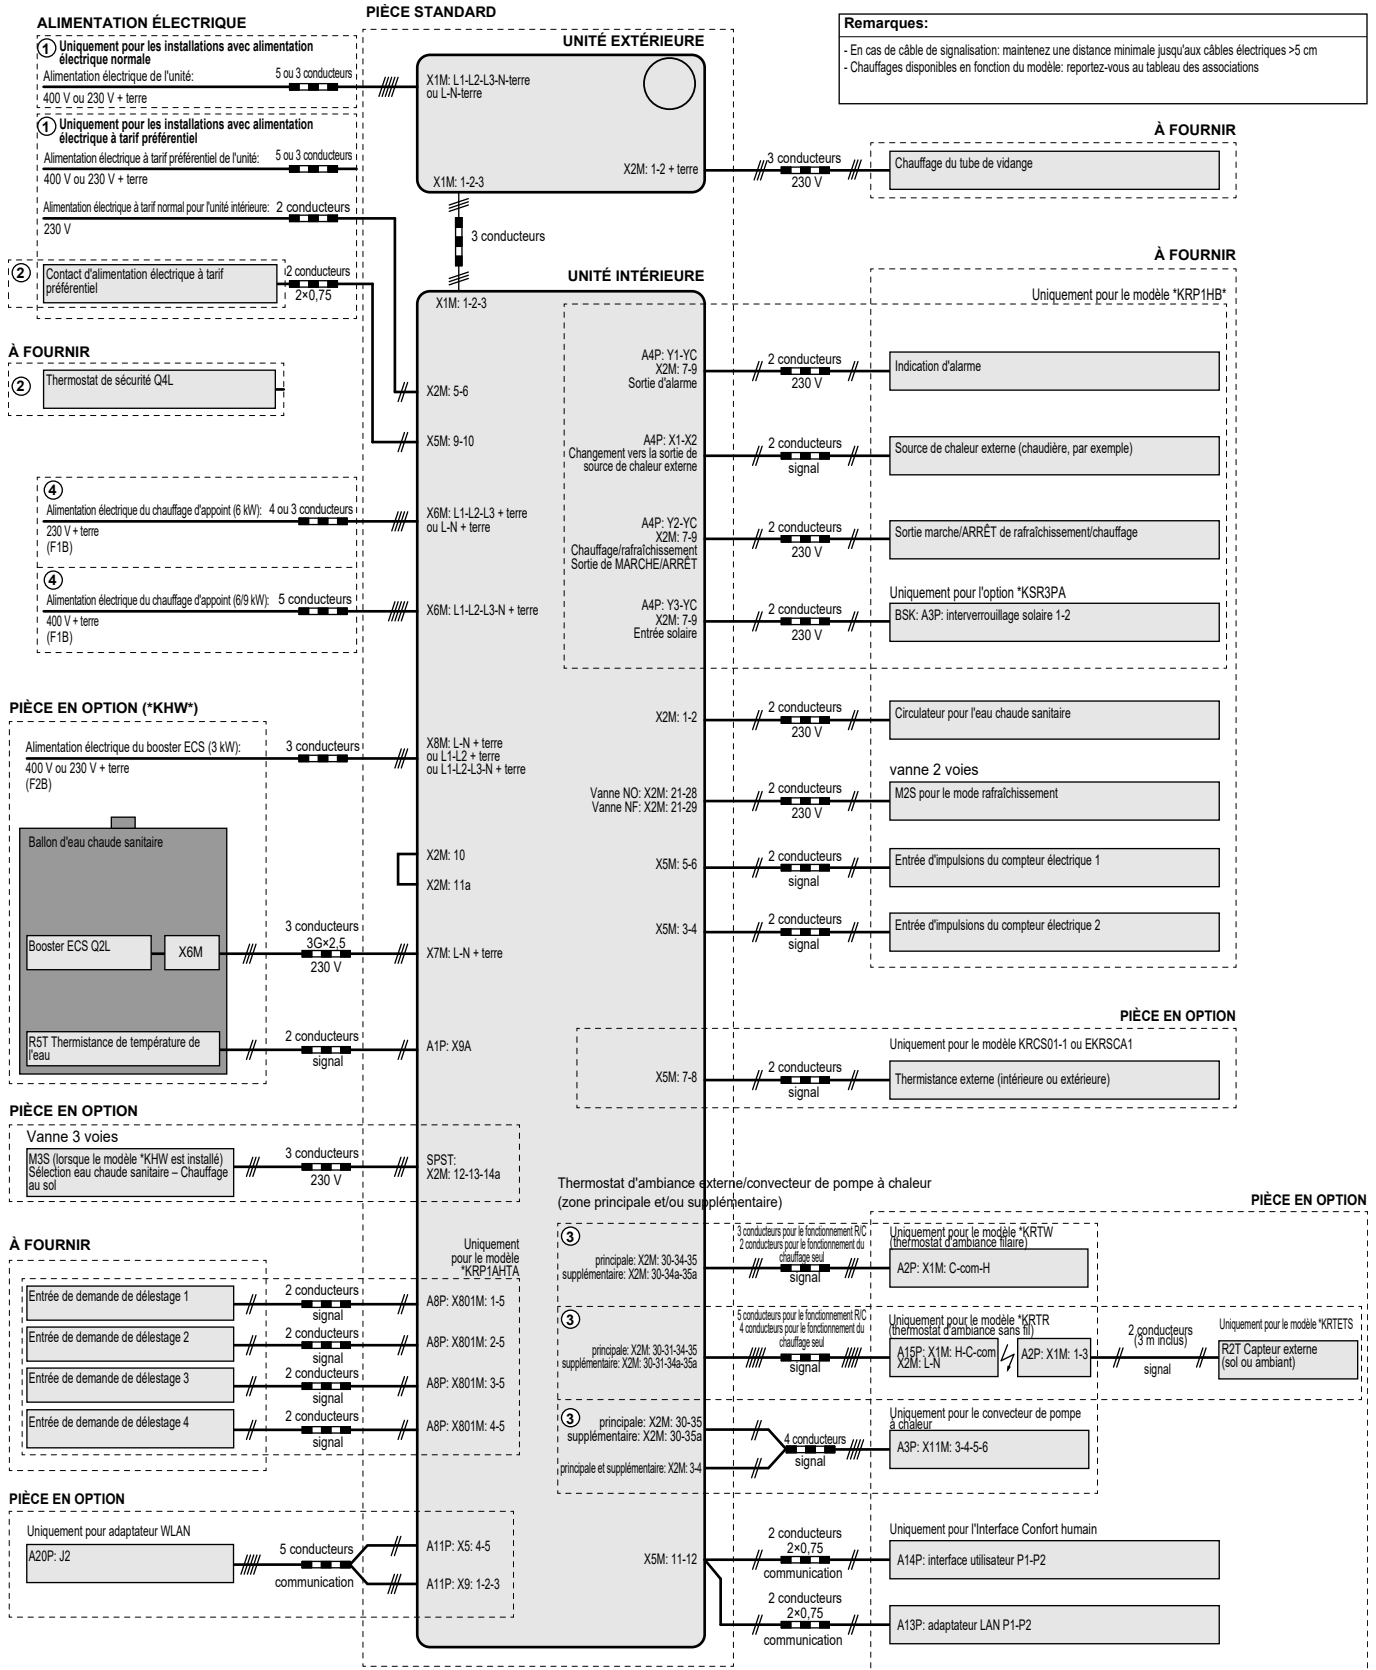 PIÈCE STANDARD
ALIMENTATION ÉLECTRIQUE
1 Uniquement pour les installations avec alimentation
électrique normale
Alimentation électrique de l'unité: 5 ou 3 conducteurs
400 V ou 230 V + terre
1 Uniquement pour les installations avec alimentation
électrique à tarif préférentiel
Alimentation électrique à tarif préférentiel de l'unité: 5 ou 3 conducteurs
400 V ou 230 V + terre
Alimentation électrique à tarif normal pour l'unité intérieure: 2 conducteurs
230 V
2
Contact d'alimentation électrique à tarif
préférentiel
2 conducteurs
2×0,75
À FOURNIR
2
Thermostat de sécurité Q4L
4
Alimentation électrique du chauffage d'appoint (6 kW): 4 ou 3 conducteurs
230 V + terre
(F1B)
4
Alimentation électrique du chauffage d'appoint (6/9 kW): 5 conducteurs
400 V + terre
(F1B)
PIÈCE EN OPTION (*KHW*)
Alimentation électrique du booster ECS (3 kW): 3 conducteurs
400 V ou 230 V + terre
(F2B)
Ballon d'eau chaude sanitaire
Booster ECS Q2L
X6M
3 conducteurs
3G×2,5
230 V
R5T Thermistance de température de
l'eau
2 conducteurs
signal
PIÈCE EN OPTION
Vanne 3 voies
M3S (lorsque le modèle *KHW est installé)
Sélection eau chaude sanitaire – Chauffage
au sol
3 conducteurs
230 V
À FOURNIR
Entrée de demande de délestage 1
2 conducteurs
signal
Entrée de demande de délestage 2
2 conducteurs
signal
Entrée de demande de délestage 3
2 conducteurs
signal
Entrée de demande de délestage 4
2 conducteurs
signal
PIÈCE EN OPTION
Uniquement pour adaptateur WLAN
A20P: J2
5 conducteurs
communication
UNITÉ EXTÉRIEURE
X1M: L1-L2-L3-N-terre
ou L-N-terre
X2M: 1-2 + terre
X1M: 1-2-3
3 conducteurs
UNITÉ INTÉRIEURE
X1M: 1-2-3
X2M: 5-6
X5M: 9-10
X6M: L1-L2-L3 + terre
ou L-N + terre
X6M: L1-L2-L3-N + terre
X8M: L-N + terre
ou L1-L2 + terre
ou L1-L2-L3-N + terre
X2M: 10
X2M: 11a
X7M: L-N + terre
A1P: X9A
SPST:
X2M: 12-13-14a
Uniquement
pour le modèle
*KRP1AHTA
A8P: X801M: 1-5
A8P: X801M: 2-5
A8P: X801M: 3-5
A8P: X801M: 4-5
A11P: X5: 4-5
A11P: X9: 1-2-3
Remarques:
- En cas de câble de signalisation: maintenez une distance minimale jusqu'aux câbles électriques >5 cm
- Chauffages disponibles en fonction du modèle: reportez-vous au tableau des associations
À FOURNIR
3 conducteurs
230 V
Chauffage du tube de vidange
À FOURNIR
Uniquement pour le modèle *KRP1HB*
A4P: Y1-YC
X2M: 7-9
Sortie d'alarme
2 conducteurs
230 V
Indication d'alarme
A4P: X1-X2
Changement vers la sortie de
source de chaleur externe
2 conducteurs
signal
Source de chaleur externe (chaudière, par exemple)
A4P: Y2-YC
X2M: 7-9
Chauffage/rafraîchissement
Sortie de MARCHE/ARRÊT
2 conducteurs
230 V
Sortie marche/ARRÊT de rafraîchissement/chauffage
Uniquement pour l'option *KSR3PA
A4P: Y3-YC
X2M: 7-9
Entrée solaire
2 conducteurs
230 V
BSK: A3P: interverrouillage solaire 1-2
X2M: 1-2
2 conducteurs
230 V
Circulateur pour l'eau chaude sanitaire
vanne 2 voies
Vanne NO: X2M: 21-28
Vanne NF: X2M: 21-29
2 conducteurs
230 V
M2S pour le mode rafraîchissement
X5M: 5-6
2 conducteurs
signal
Entrée d'impulsions du compteur électrique 1
X5M: 3-4
2 conducteurs
signal
Entrée d'impulsions du compteur électrique 2
PIÈCE EN OPTION
Uniquement pour le modèle KRCS01-1 ou EKRSCA1
X5M: 7-8
2 conducteurs
signal
Thermistance externe (intérieure ou extérieure)
Thermostat d'ambiance externe/convecteur de pompe à chaleur
(zone principale et/ou supplémentaire)
PIÈCE EN OPTION
3
principale: X2M: 30-34-35
supplémentaire: X2M: 30-34a-35a
3 conducteurs pour le fonctionnement R/C
2 conducteurs pour le fonctionnement du
chauffage seul
signal
Uniquement pour le modèle *KRTW
(thermostat d'ambiance filaire)
A2P: X1M: C-com-H
3
principale: X2M: 30-31-34-35
supplémentaire: X2M: 30-31-34a-35a
5 conducteurs pour le fonctionnement R/C
4 conducteurs pour le fonctionnement du
chauffage seul
signal
Uniquement pour le modèle *KRTR
(thermostat d'ambiance sans fil)
A15P: X1M: H-C-com
X2M: L-N
A2P: X1M: 1-3
2 conducteurs
(3 m inclus)
signal
Uniquement pour le modèle *KRTETS
R2T Capteur externe
(sol ou ambiant)
3
principale: X2M: 30-35
supplémentaire: X2M: 30-35a
principale et supplémentaire: X2M: 3-4
4 conducteurs
signal
Uniquement pour le convecteur de pompe
à chaleur
A3P: X11M: 3-4-5-6
X5M: 11-12
2 conducteurs
2×0,75
communication
Uniquement pour l'Interface Confort humain
A14P: interface utilisateur P1-P2
2 conducteurs
2×0,75
communication
A13P: adaptateur LAN P1-P2